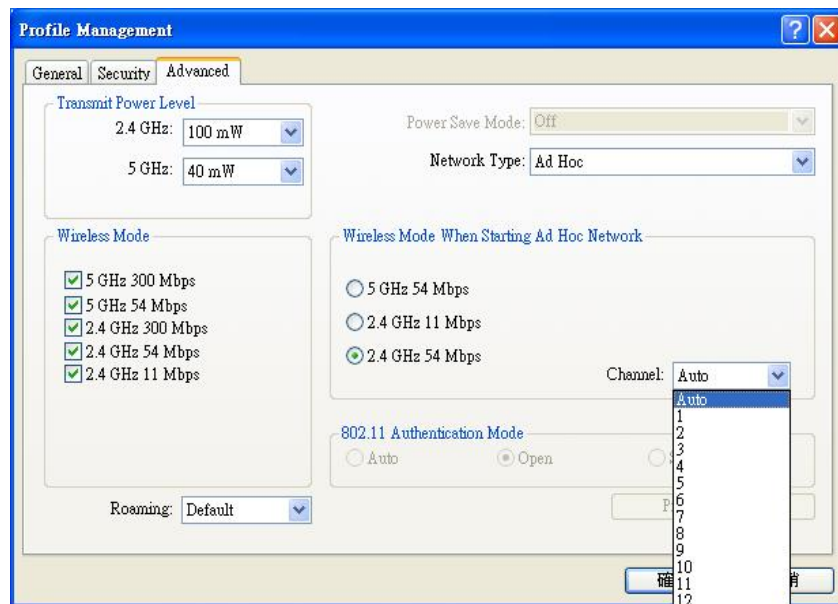 Profile Management
General Security Advanced
Transmit Power Level
2.4 GHz: 100 mW
5 GHz: 40 mW
Power Save Mode: Off
Network Type: Ad Hoc
Wireless Mode
5 GHz 300 Mbps
5 GHz 54 Mbps
2.4 GHz 300 Mbps
2.4 GHz 54 Mbps
2.4 GHz 11 Mbps
Wireless Mode When Starting Ad Hoc Network
5 GHz 54 Mbps
2.4 GHz 11 Mbps
2.4 GHz 54 Mbps
Channel: Auto
Auto
1
2
3
4
5
6
7
8
9
10
11
12
802.11 Authentication Mode
Auto Open
Roaming: Default
確